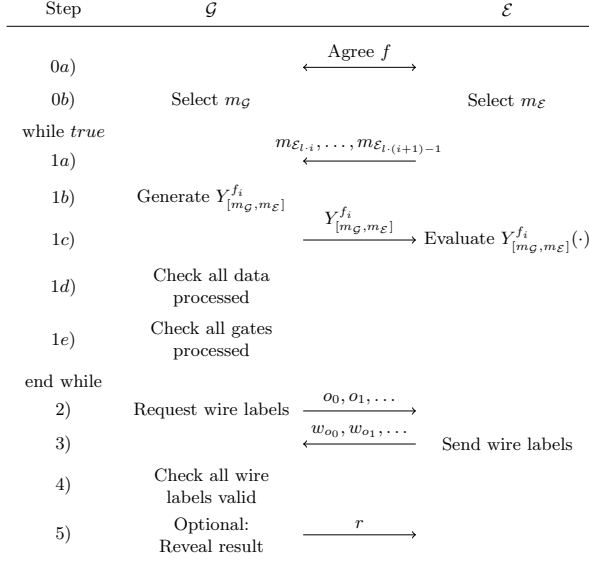 Step 𝒢 ℰ
0a) Agree f
0b) Select m_𝒢 Select m_ℰ
while true
1a) m_{ℰ_{l·i}}, …, m_{ℰ_{l·(i+1)−1}}
1b) Generate Y^{f_i}_{[m_𝒢,m_ℰ]}
1c) Y^{f_i}_{[m_𝒢,m_ℰ]} Evaluate Y^{f_i}_{[m_𝒢,m_ℰ]}(·)
1d) Check all data
processed
1e) Check all gates
processed
end while
2) Request wire labels o_0, o_1, …
3) w_{o_0}, w_{o_1}, … Send wire labels
4) Check all wire
labels valid
5) Optional: r
Reveal result